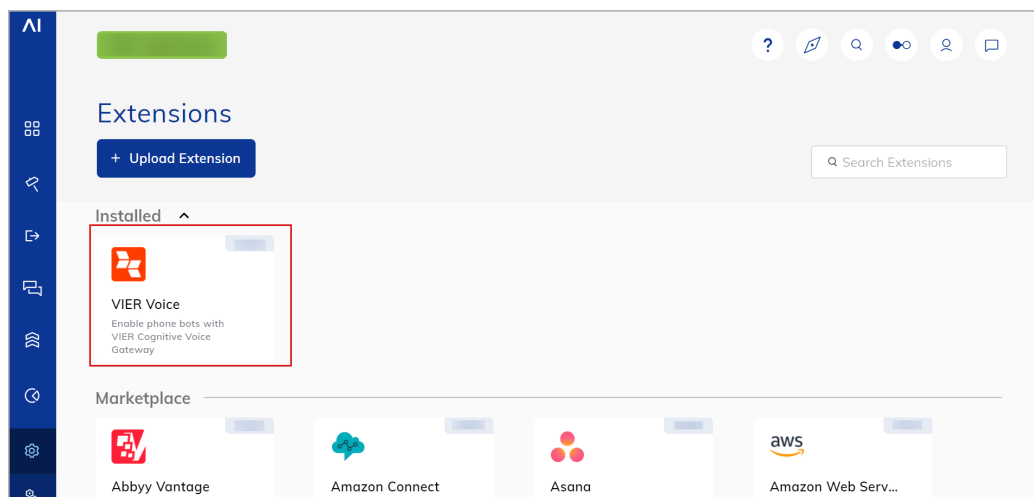 AI
?
Extensions
+ Upload Extension
Search Extensions
Installed
VIER Voice
Enable phone bots with
VIER Cognitive Voice
Gateway
Marketplace
Abbyy Vantage
Amazon Connect
Asana
aws
Amazon Web Serv...